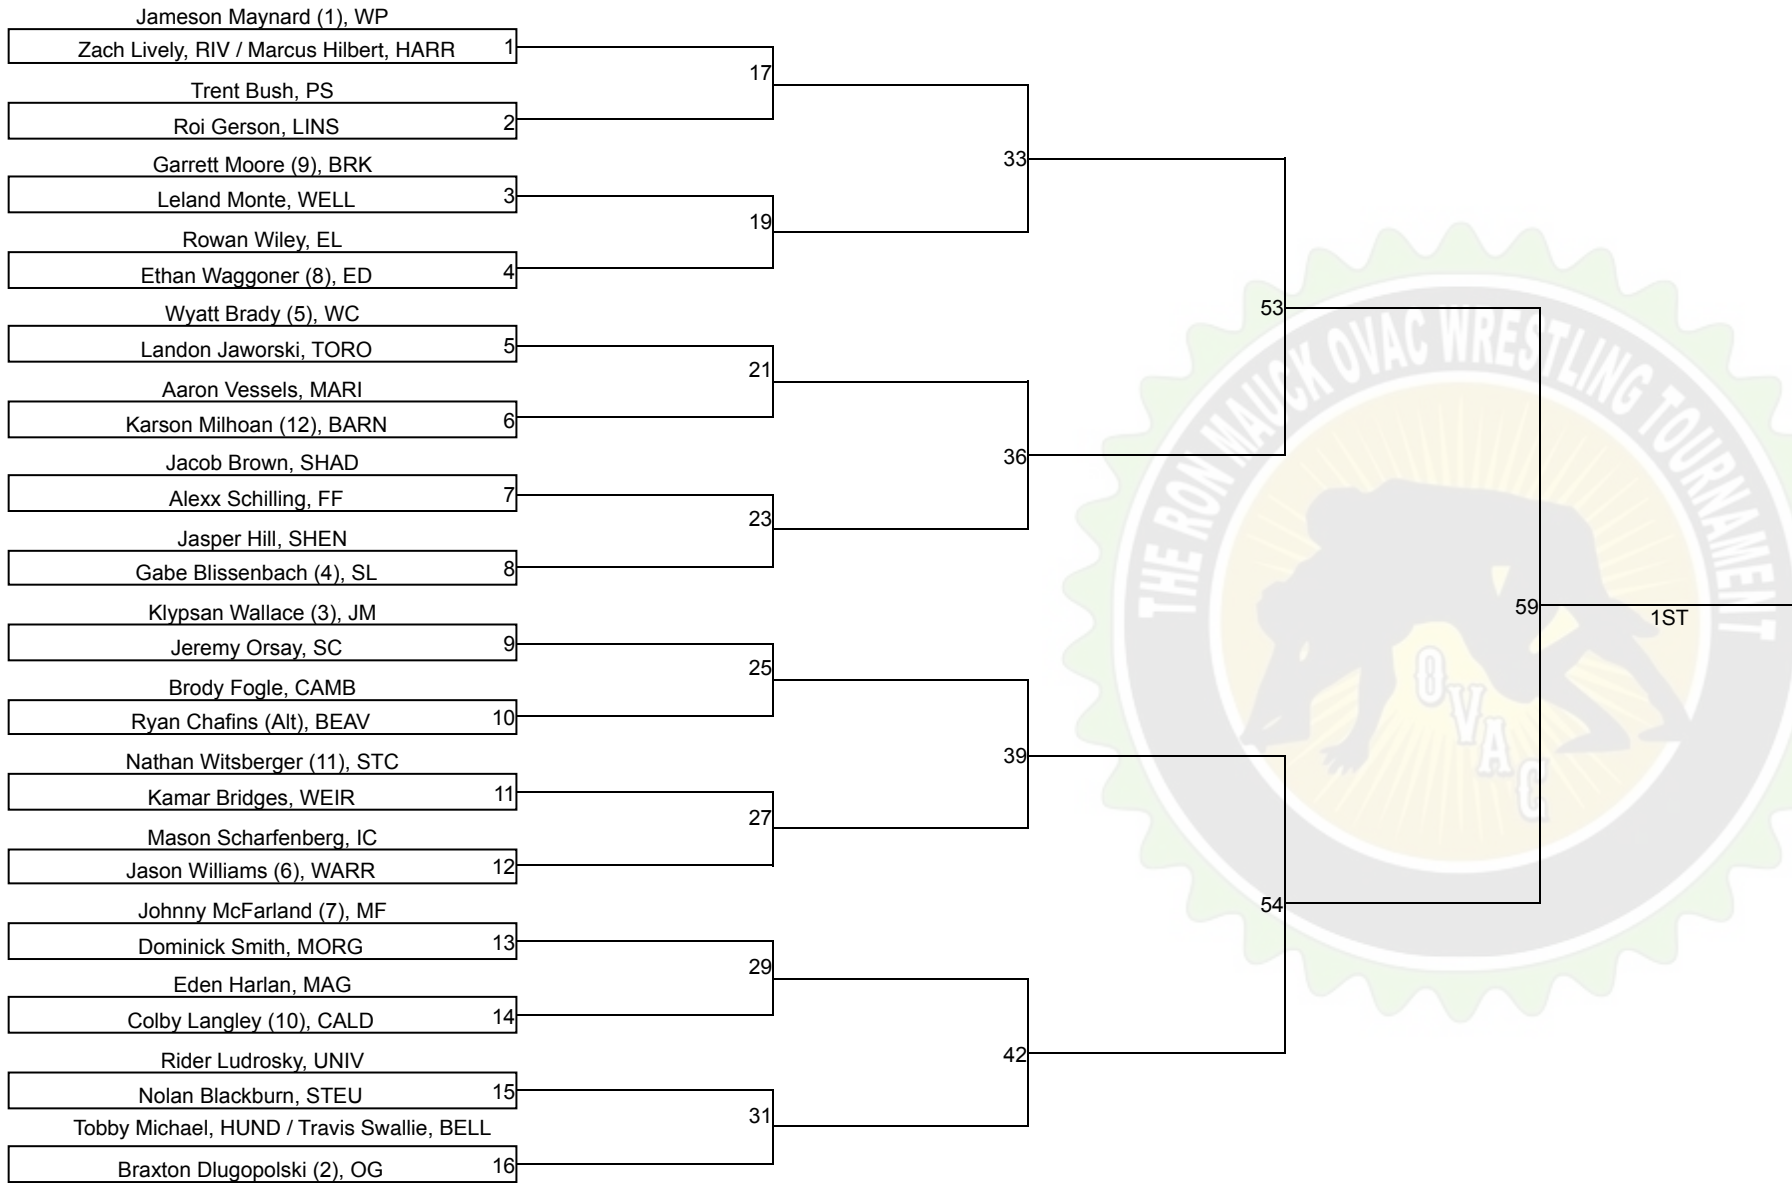 Jameson Maynard (1), WP
Zach Lively, RIV / Marcus Hilbert, HARR 1
17
Trent Bush, PS
Roi Gerson, LINS 2
33
Garrett Moore (9), BRK
Leland Monte, WELL 3
19
Rowan Wiley, EL
Ethan Waggoner (8), ED 4
53
Wyatt Brady (5), WC
Landon Jaworski, TORO 5
21
Aaron Vessels, MARI
Karson Milhoan (12), BARN 6
36
Jacob Brown, SHAD
Alexx Schilling, FF 7
23
Jasper Hill, SHEN
Gabe Blissenbach (4), SL 8
59
1ST
Klypsan Wallace (3), JM
Jeremy Orsay, SC 9
25
Brody Fogle, CAMB
Ryan Chafins (Alt), BEAV 10
39
Nathan Witsberger (11), STC
Kamar Bridges, WEIR 11
27
Mason Scharfenberg, IC
Jason Williams (6), WARR 12
54
Johnny McFarland (7), MF
Dominick Smith, MORG 13
29
Eden Harlan, MAG
Colby Langley (10), CALD 14
42
Rider Ludrosky, UNIV
Nolan Blackburn, STEU 15
31
Tobby Michael, HUND / Travis Swallie, BELL
Braxton Dlugopolski (2), OG 16
THE RON MAUCK OVAC WRESTLING TOURNAMENT
OVAC